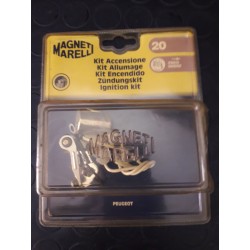 MAGNETI
MARELLI
20
Kit Accensione
Kit Allumage
Kit Encendido
Zündungskit
Ignition kit
MAGNETI
MARELLI
PEUGEOT